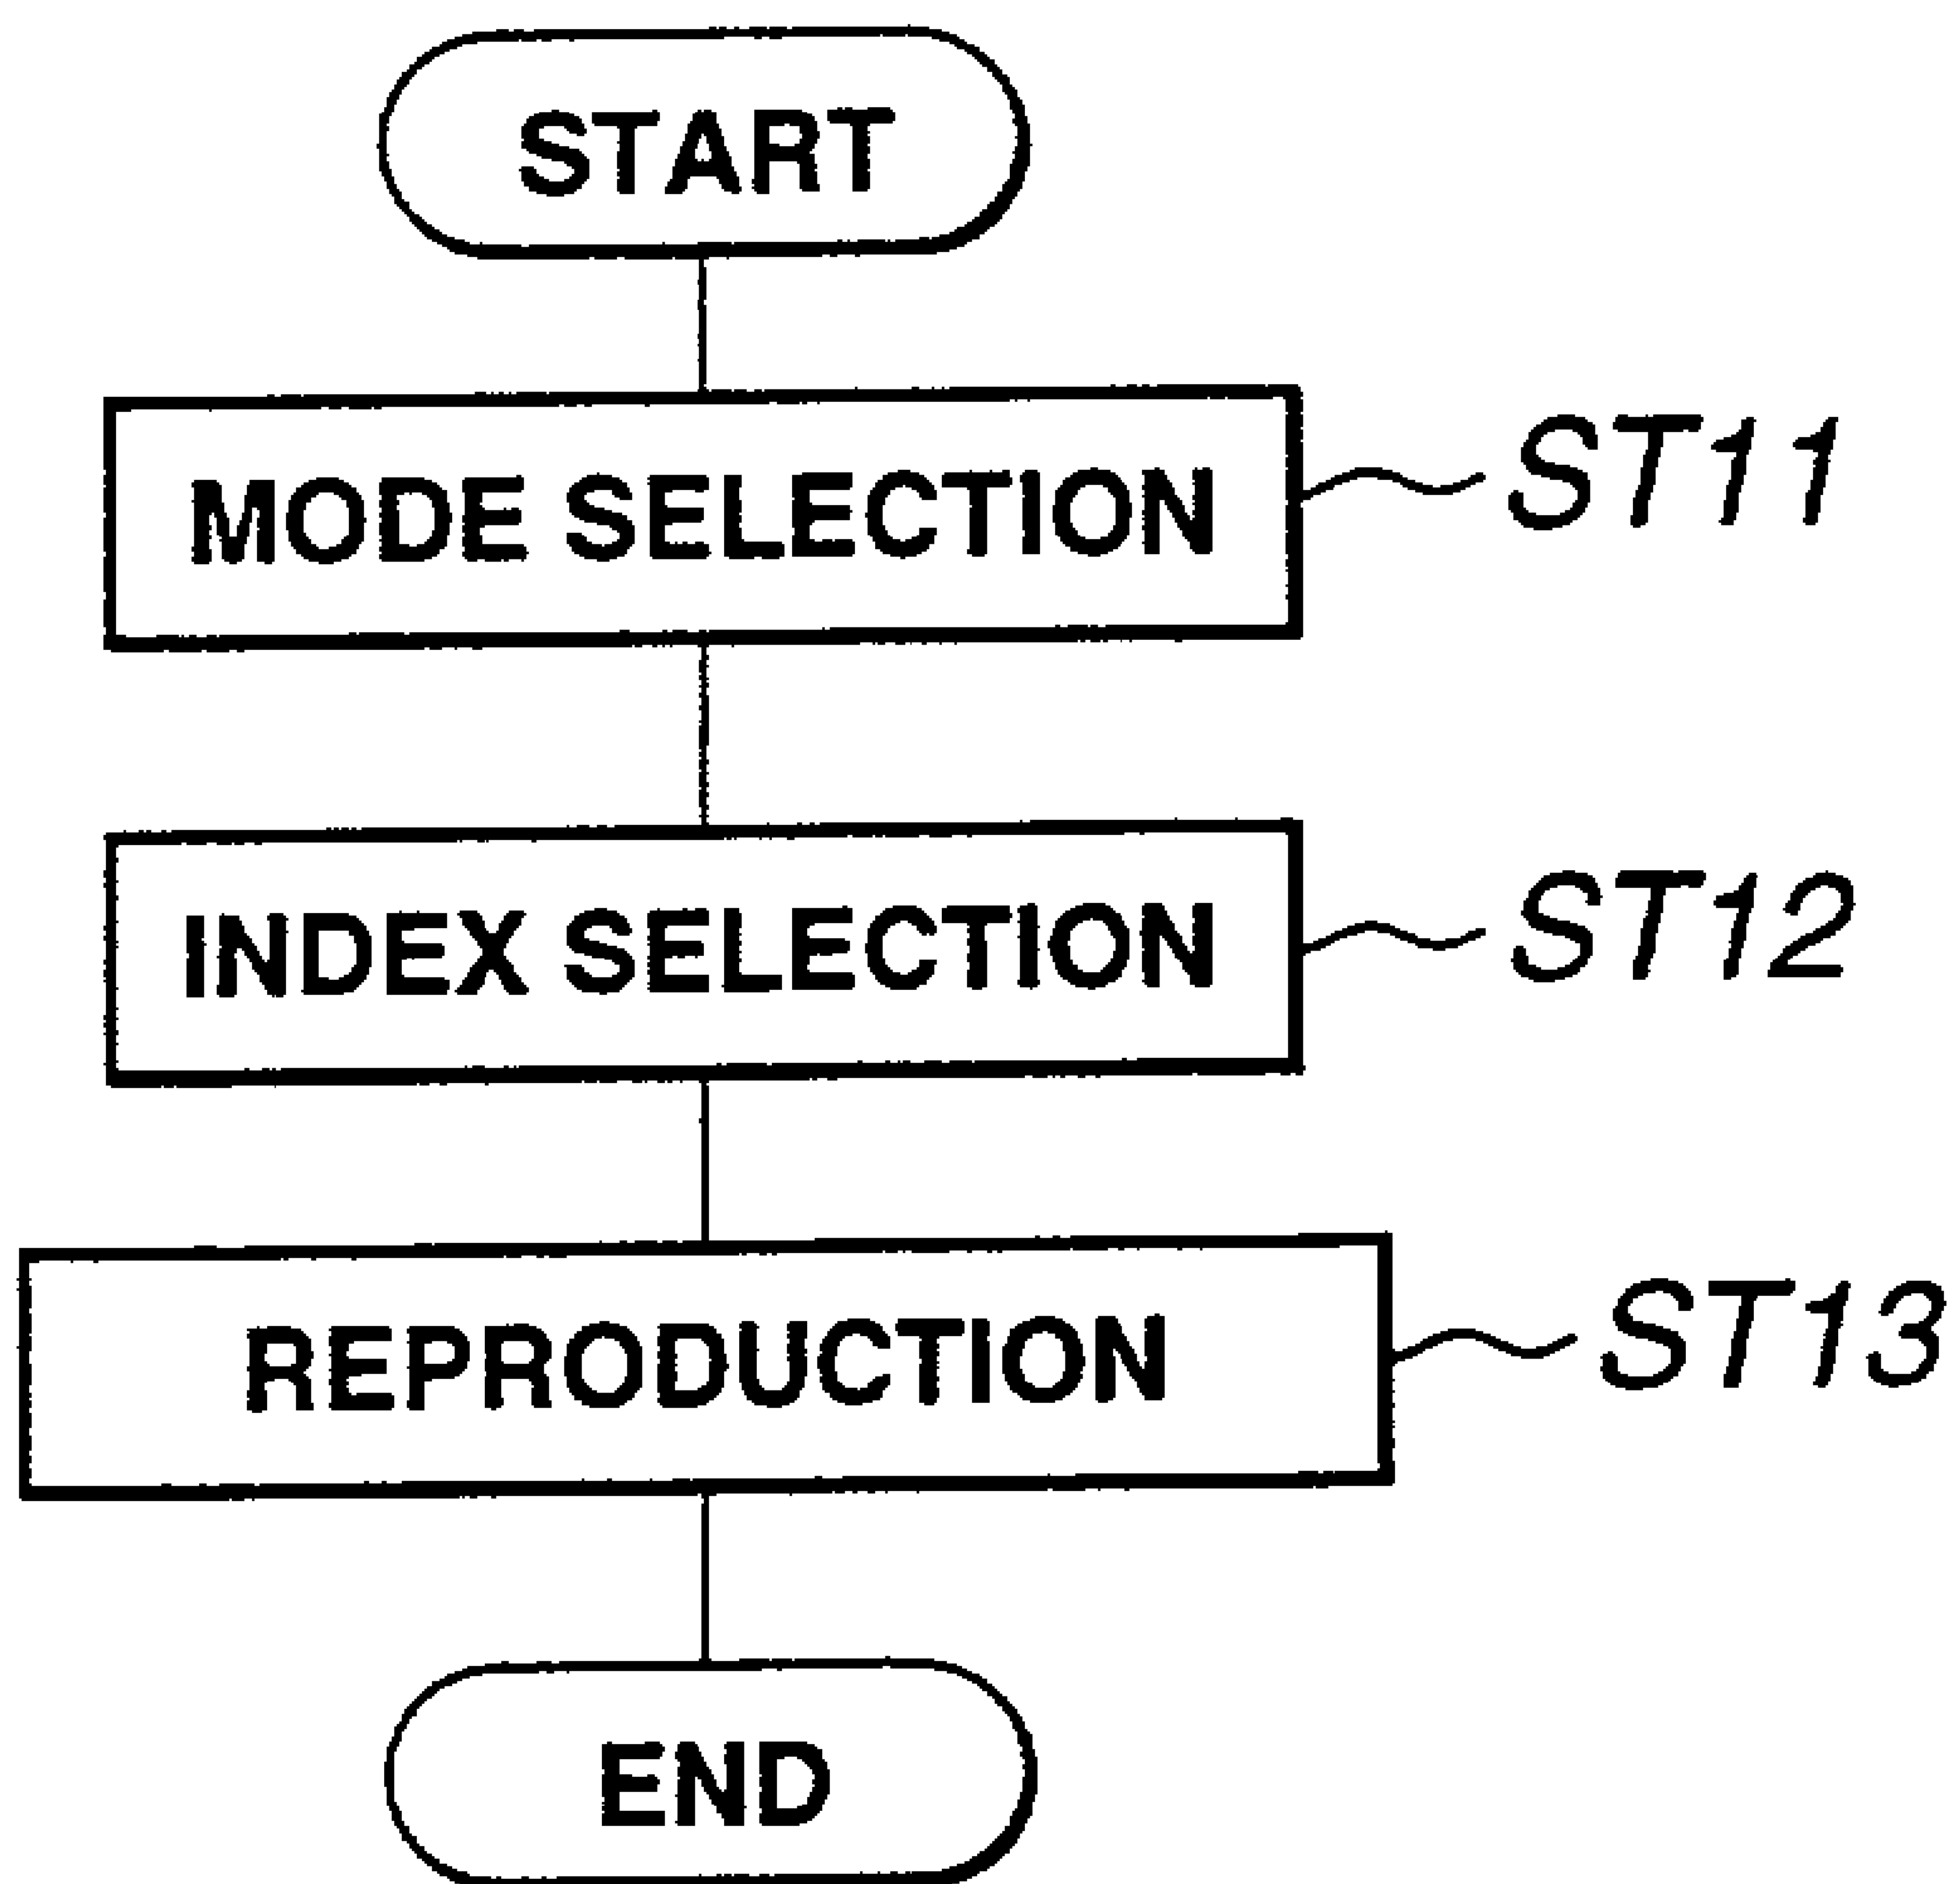 START
MODE SELECTION
ST11
INDEX SELECTION
ST12
REPRODUCTION
ST13
END